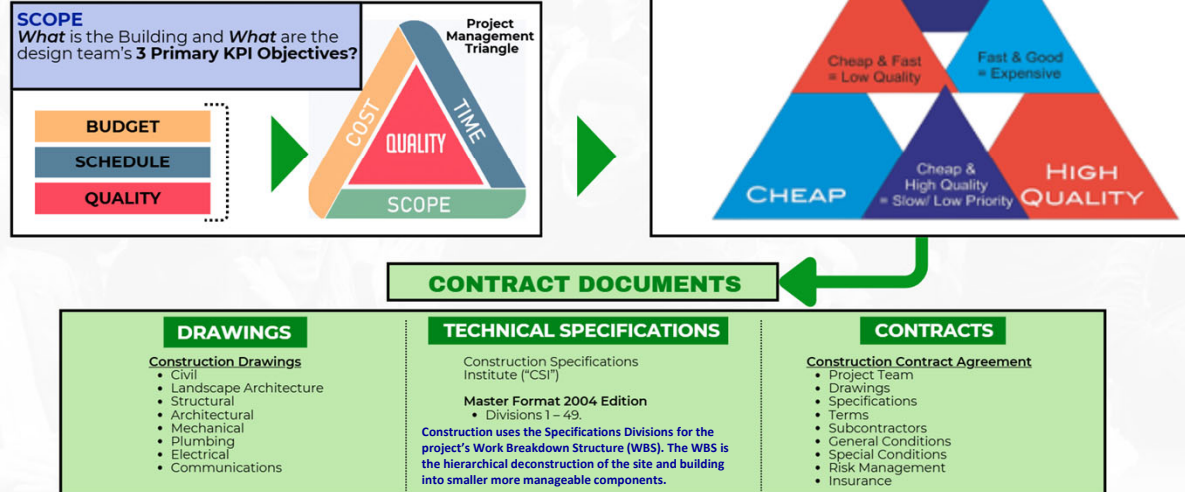 SCOPE
What is the Building and What are the
design team's 3 Primary KPI Objectives?
BUDGET
SCHEDULE
QUALITY
Project
Management
Triangle
COST
TIME
QUALITY
SCOPE
Cheap & Fast
= Low Quality
Fast & Good
= Expensive
CHEAP
Cheap &
High Quality
= Slow/ Low Priority
HIGH
QUALITY
CONTRACT DOCUMENTS
DRAWINGS
Construction Drawings
• Civil
• Landscape Architecture
• Structural
• Architectural
• Mechanical
• Plumbing
• Electrical
• Communications
TECHNICAL SPECIFICATIONS
Construction Specifications
Institute ("CSI")
Master Format 2004 Edition
• Divisions 1 – 49.
Construction uses the Specifications Divisions for the
project's Work Breakdown Structure (WBS). The WBS is
the hierarchical deconstruction of the site and building
into smaller more manageable components.
CONTRACTS
Construction Contract Agreement
• Project Team
• Drawings
• Specifications
• Terms
• Subcontractors
• General Conditions
• Special Conditions
• Risk Management
• Insurance